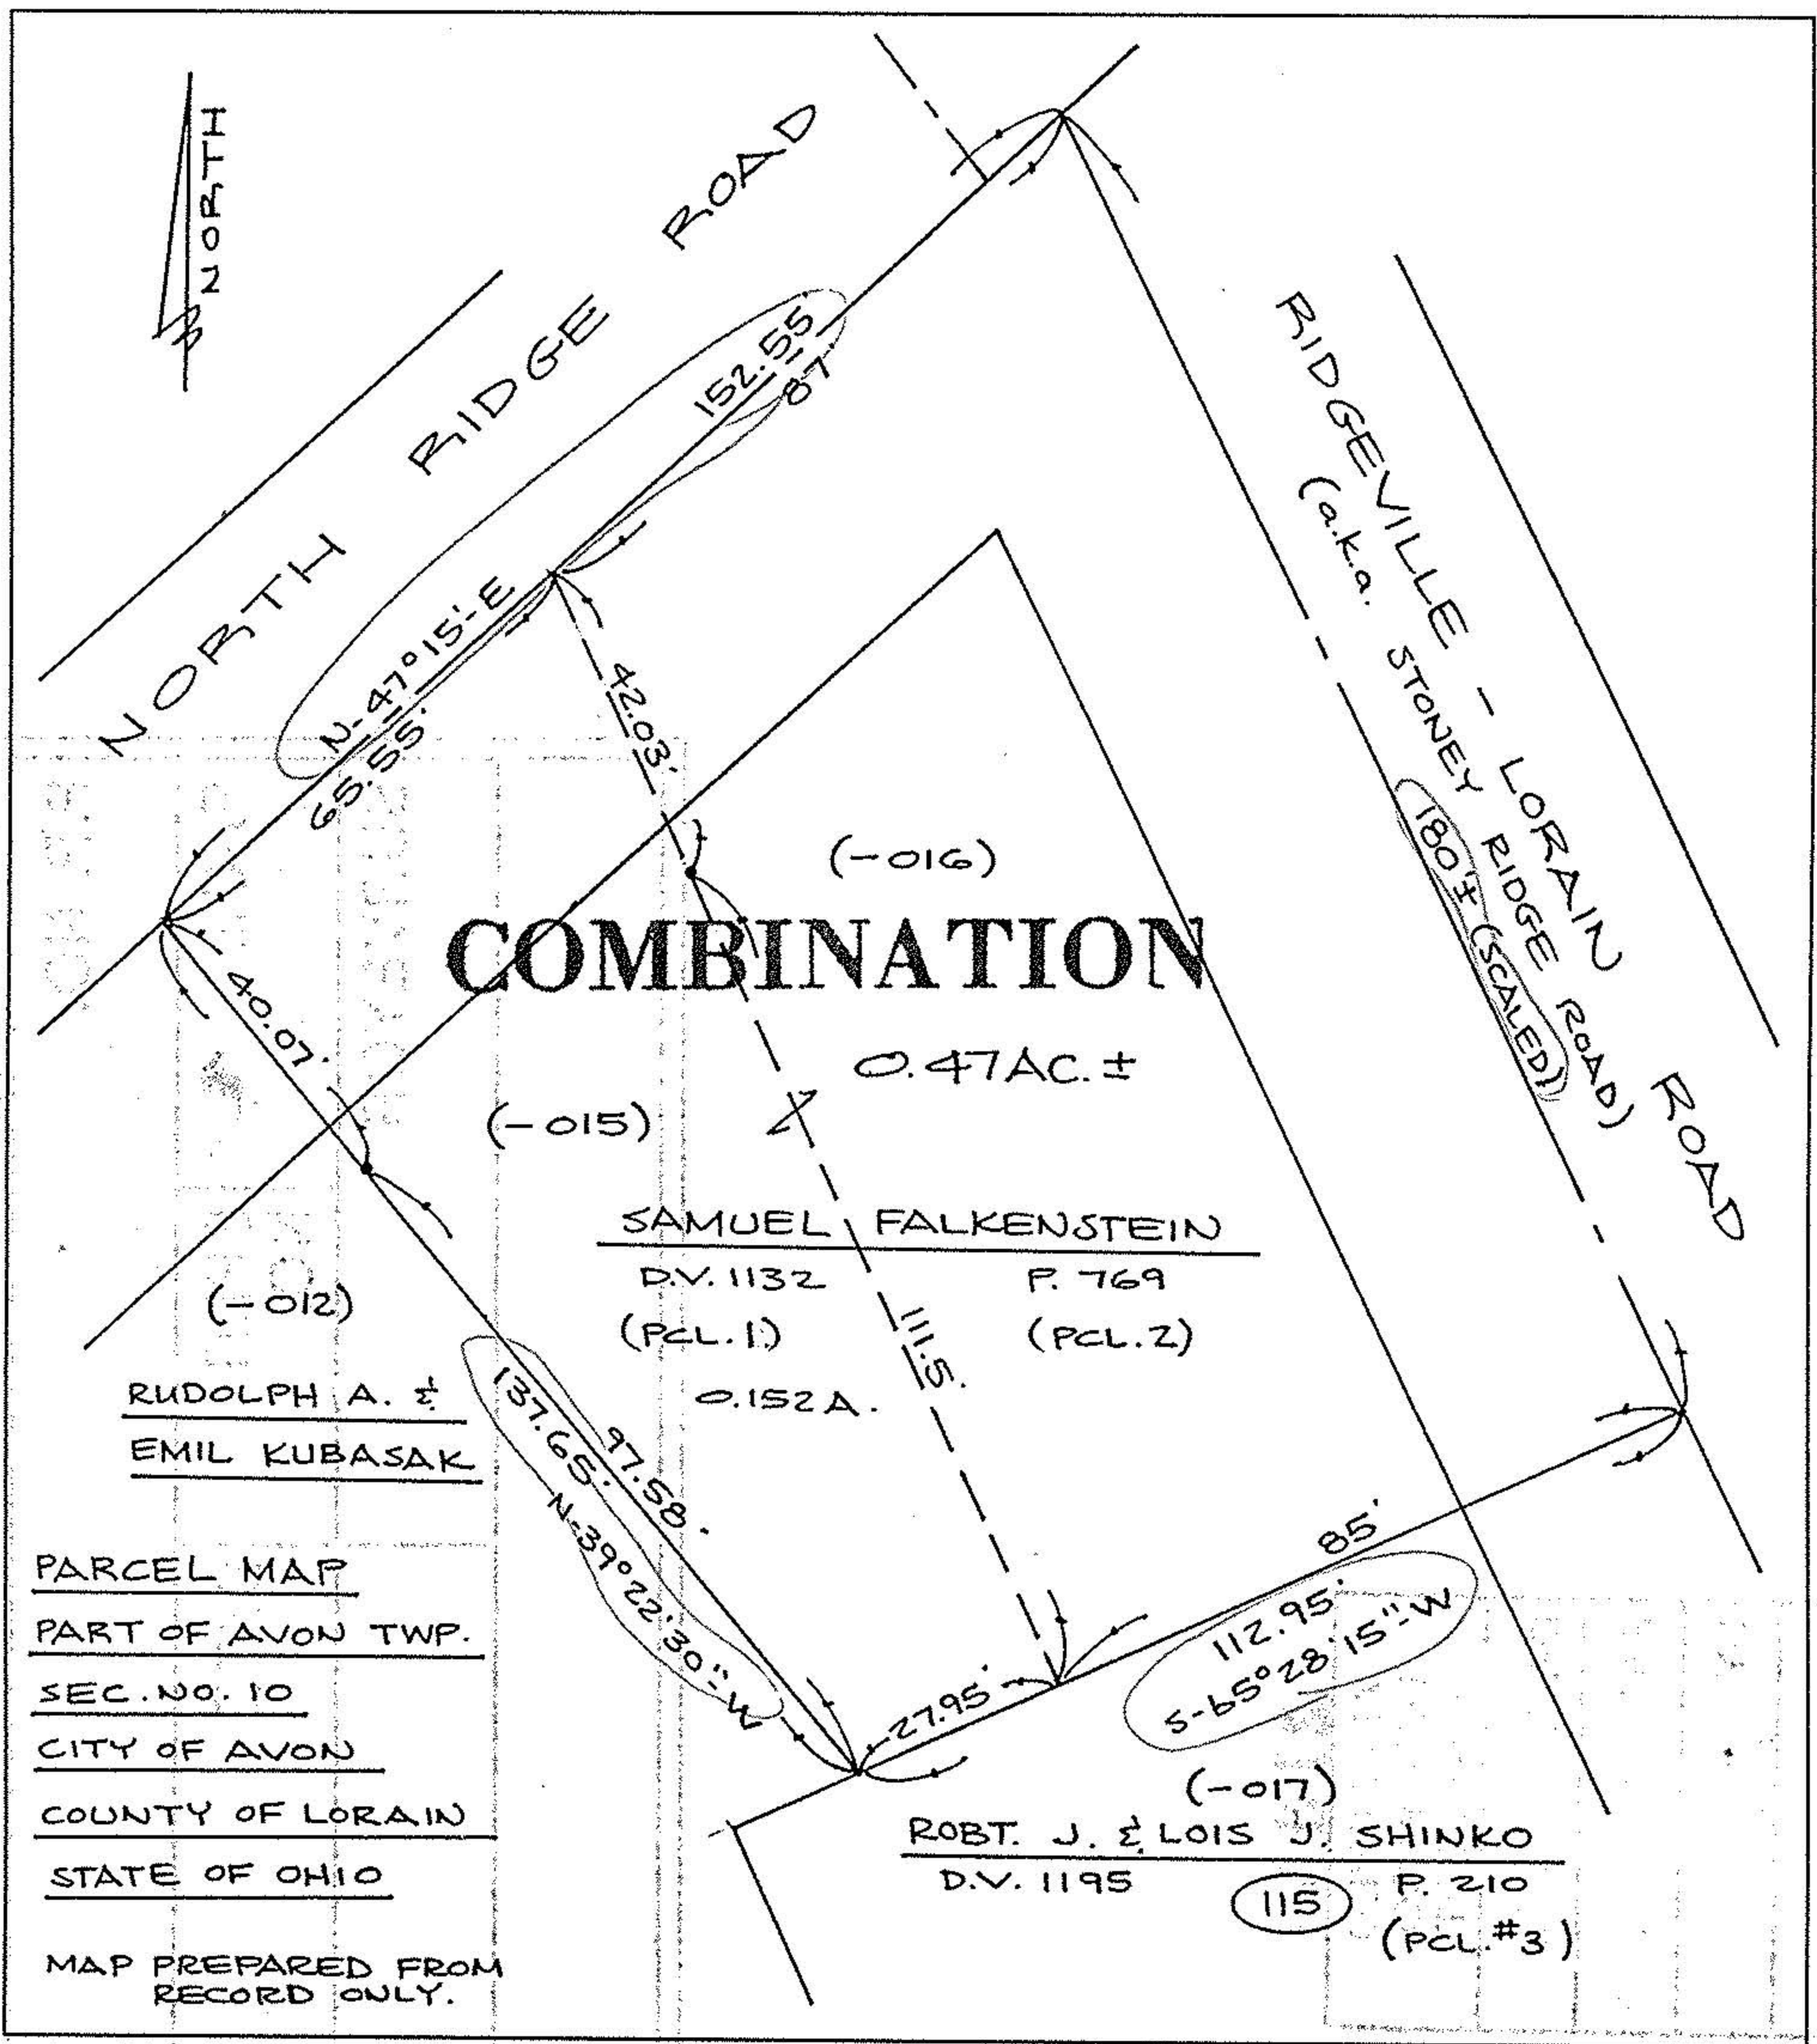 NORTH
NORTH RIDGE ROAD
RIDGEVILLE - LORAIN ROAD
(a.k.a. STONEY RIDGE ROAD)
180'± (SCALED)
152.55
87
N-47°15'-E
65.55'
42.03'
40.07'
(-016)
COMBINATION
0.47AC.±
(-015)
SAMUEL FALKENSTEIN
D.V. 1132 P. 769
(PCL.1) (PCL.2)
0.152A.
111.5'
(-012)
RUDOLPH A. &
EMIL KUBASAK
97.58'
137.65'
N-39°22'30"-W
85'
112.95'
S-65°28'15"-W
27.95'
(-017)
ROBT. J. & LOIS J. SHINKO
D.V. 1195 P. 210
115
(PCL.#3)
PARCEL MAP
PART OF AVON TWP.
SEC.NO. 10
CITY OF AVON
COUNTY OF LORAIN
STATE OF OHIO
MAP PREPARED FROM
RECORD ONLY.